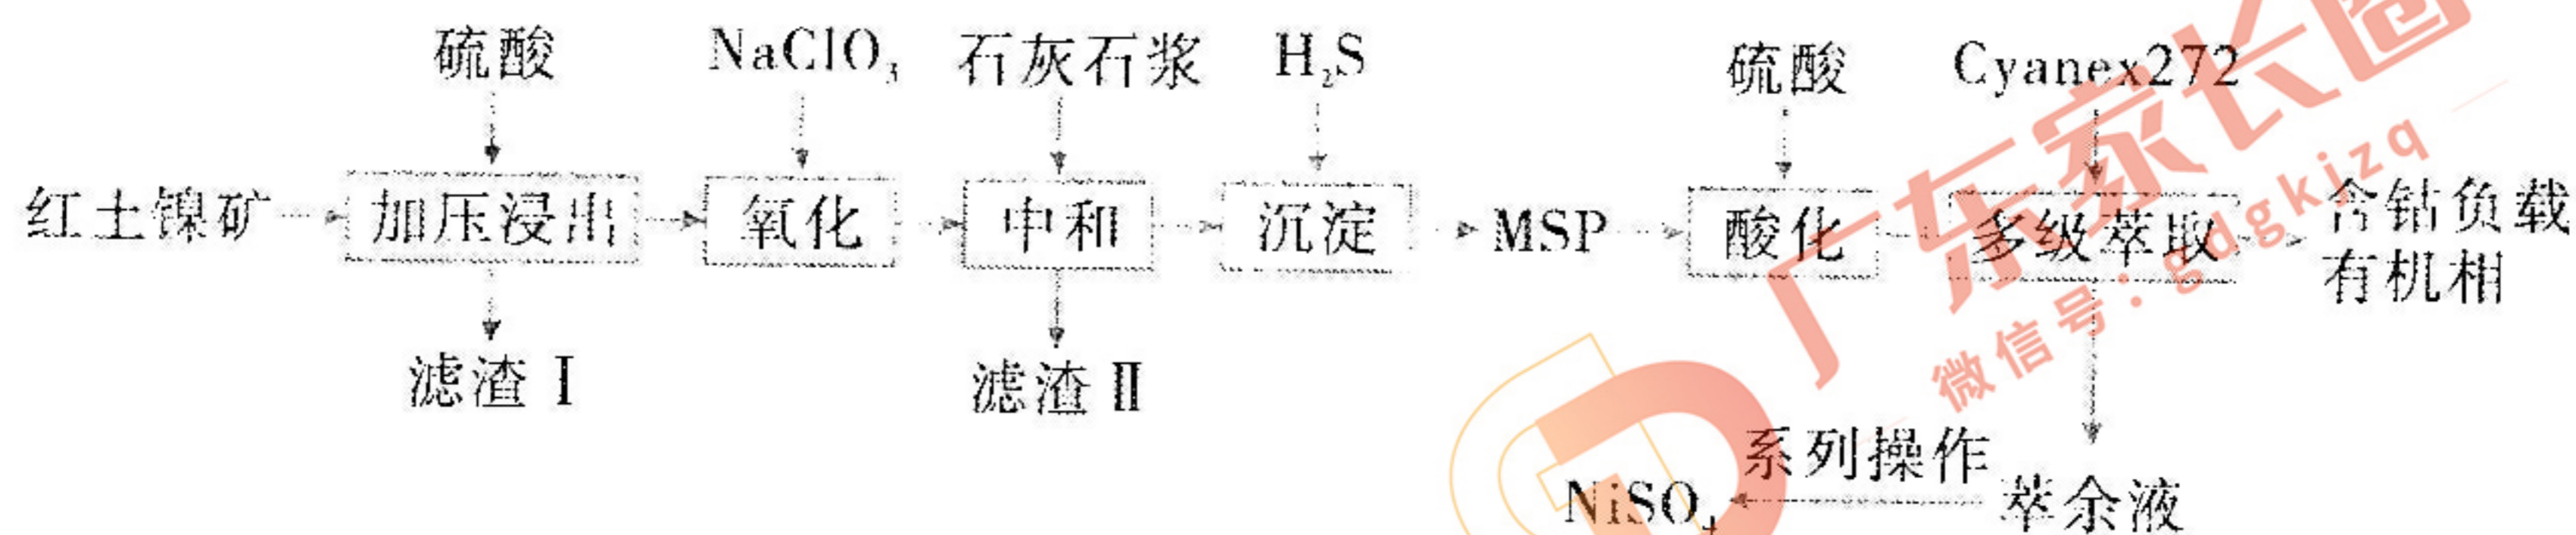 硫酸
NaClO₃
石灰石浆
H₂S
硫酸
Cyanex272
红土镍矿
加压浸出
氧化
中和
沉淀
MSP
酸化
多级萃取
含钴负载
有机相
滤渣 Ⅰ
滤渣 Ⅱ
NiSO₄
系列操作
萃余液
广东家长圈
微信号：gdgkjzq